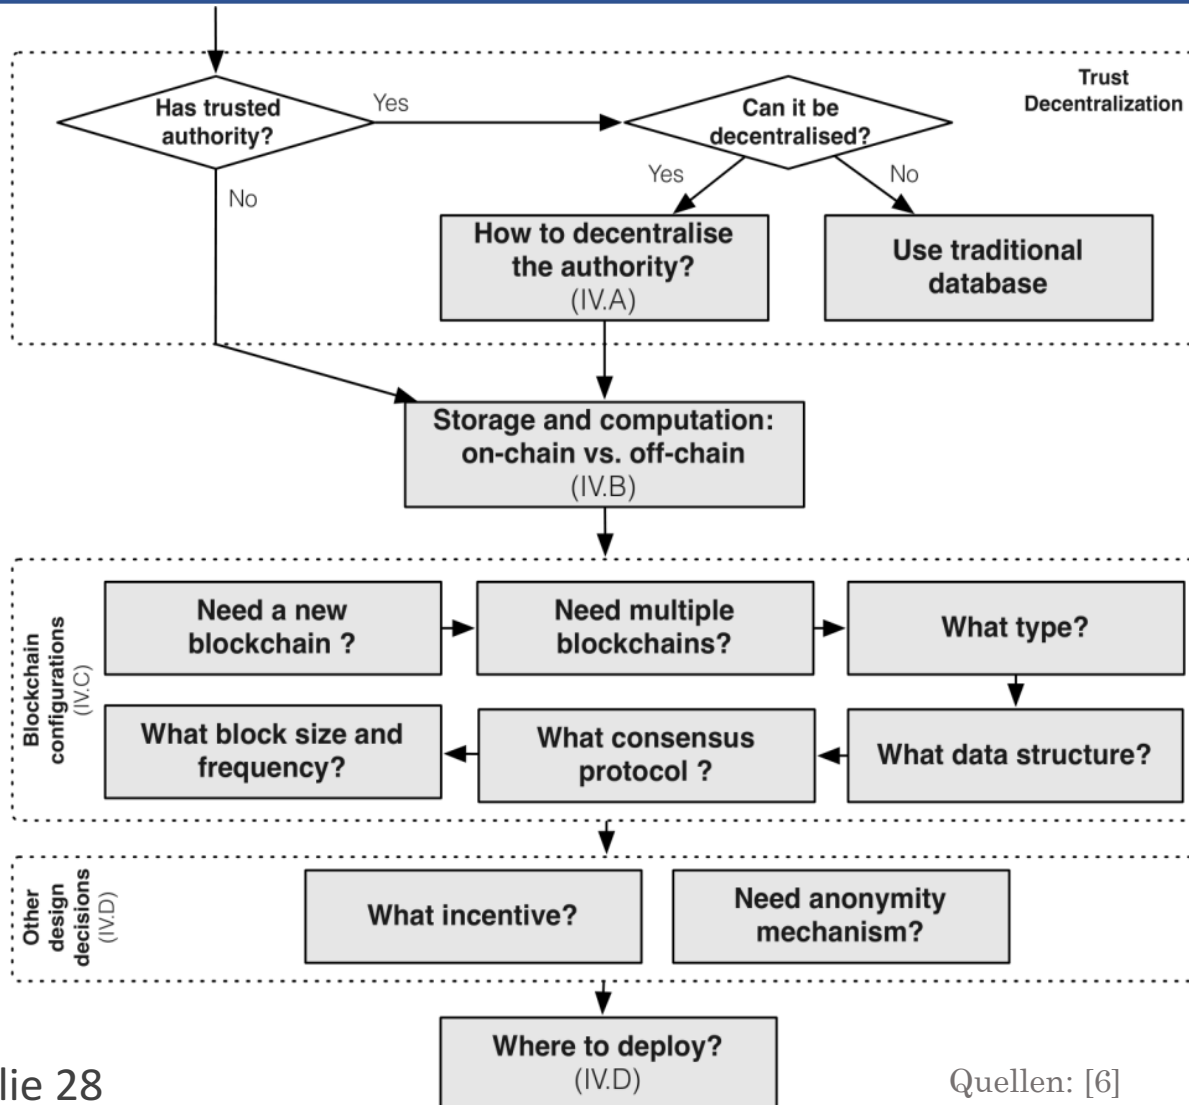 Trust
Decentralization
Has trusted
authority?
Yes
Can it be
decentralised?
No
Yes
No
How to decentralise
the authority?
(IV.A)
Use traditional
database
Storage and computation:
on-chain vs. off-chain
(IV.B)
Blockchain
configurations
(IV.C)
Need a new
blockchain ?
Need multiple
blockchains?
What type?
What block size and
frequency?
What consensus
protocol ?
What data structure?
Other
design
decisions
(IV.D)
What incentive?
Need anonymity
mechanism?
Where to deploy?
(IV.D)
lie 28
Quellen: [6]